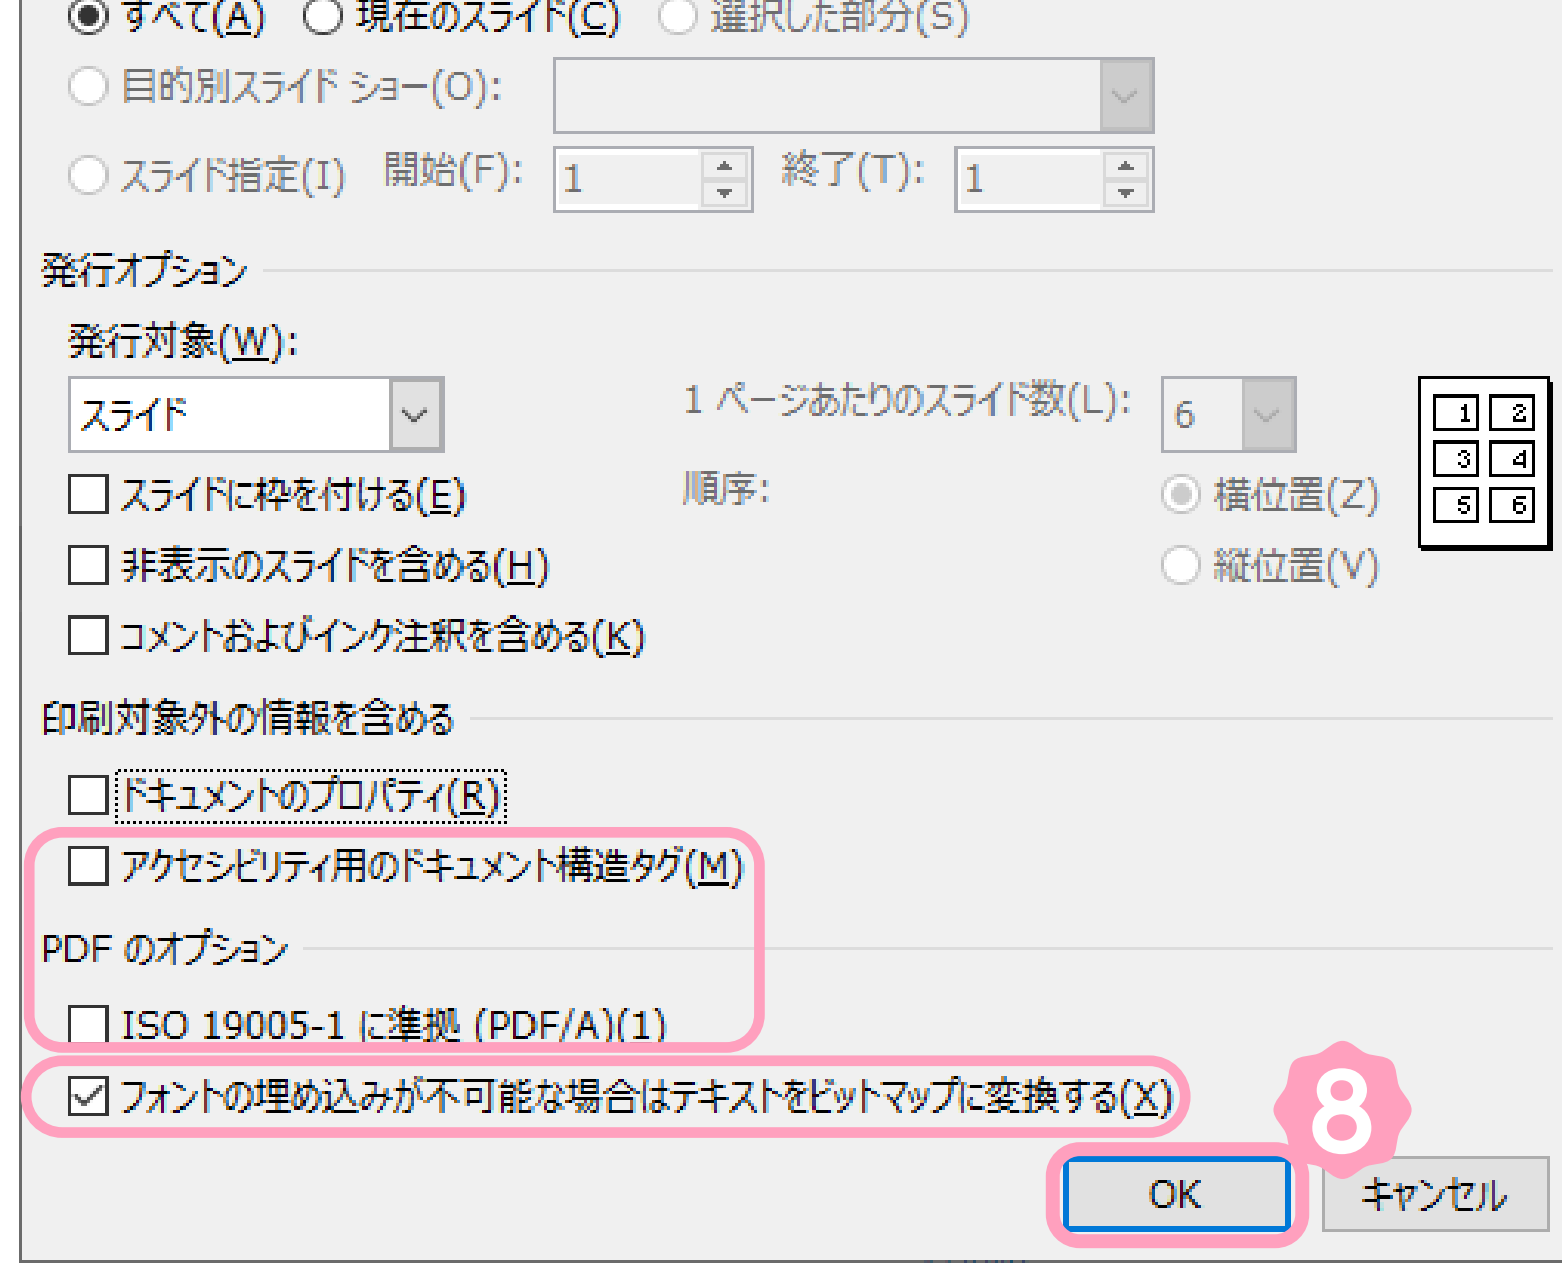 すべて(A) 現在のスライド(C) 選択した部分(S)
目的別スライド ショー(O):
スライド指定(I) 開始(F): 1 終了(T): 1
発行オプション
発行対象(W):
スライド 1 ページあたりのスライド数(L): 6
スライドに枠を付ける(E) 順序: 横位置(Z)
1 2
3 4
5 6
非表示のスライドを含める(H) 縦位置(V)
コメントおよびインク注釈を含める(K)
印刷対象外の情報を含める
ドキュメントのプロパティ(R)
アクセシビリティ用のドキュメント構造タグ(M)
PDF のオプション
ISO 19005-1 に準拠 (PDF/A)(1)
フォントの埋め込みが不可能な場合はテキストをビットマップに変換する(X)
8
OK キャンセル